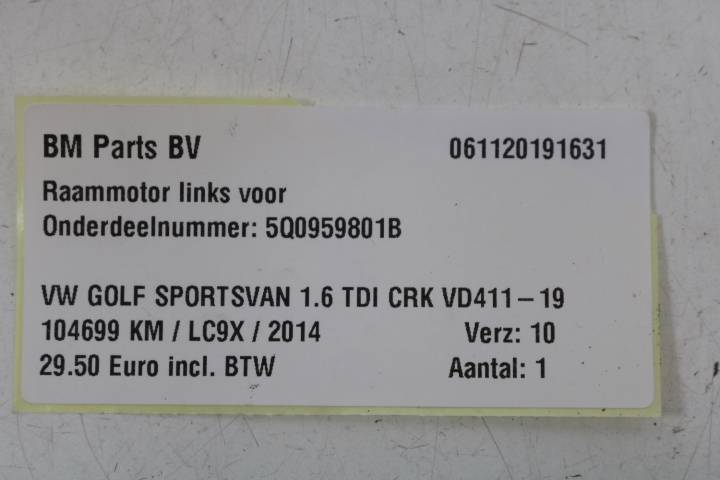 BM Parts BV 061120191631
Raammotor links voor
Onderdeelnummer: 5Q0959801B
VW GOLF SPORTSVAN 1.6 TDI CRK VD411-19
104699 KM / LC9X / 2014 Verz: 10
29.50 Euro incl. BTW Aantal: 1